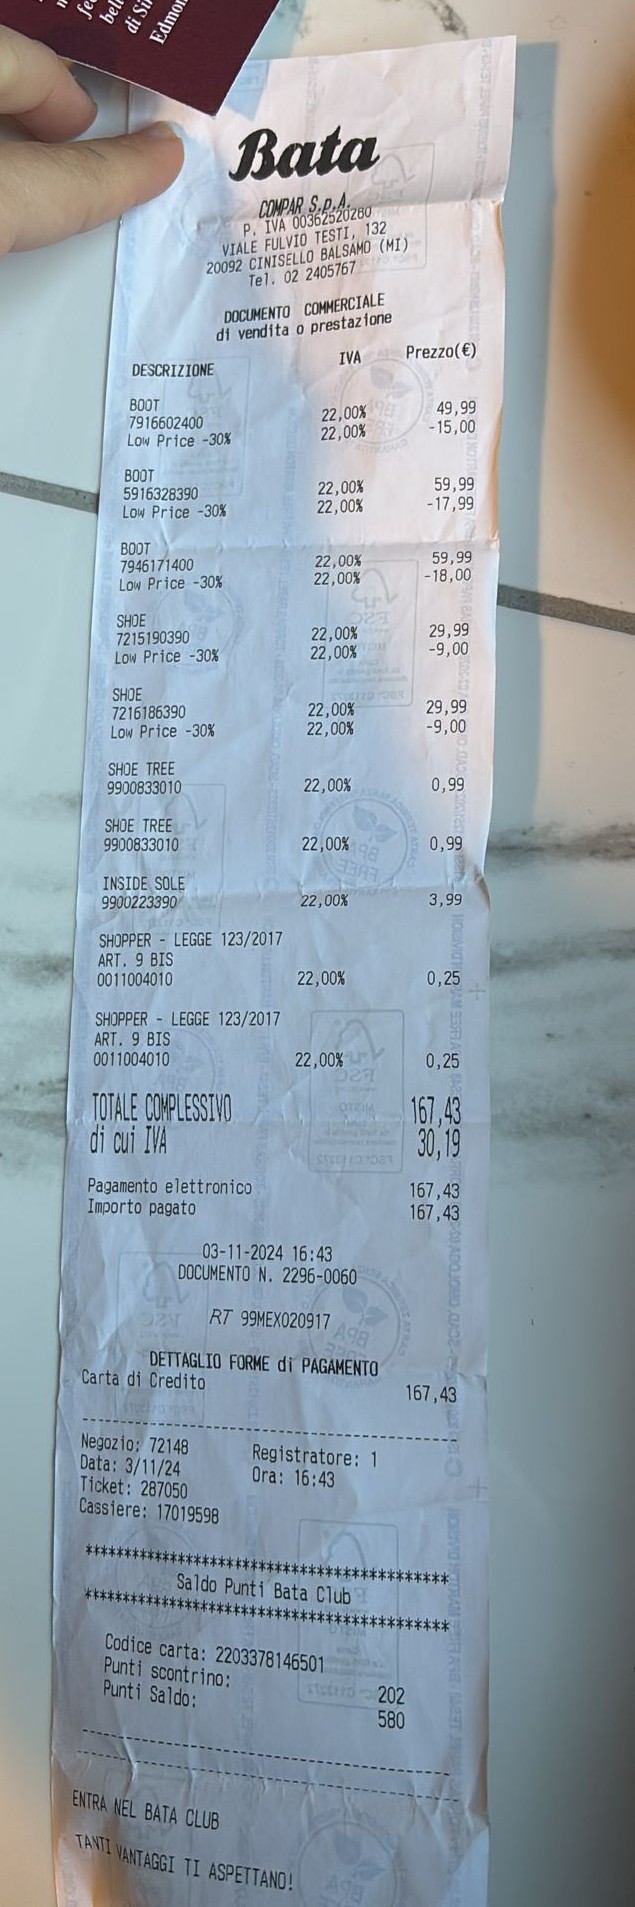 fe
bel
di Si
Edmon
Bata
COMPAR S.p.A.
P. IVA 00362520280
VIALE FULVIO TESTI, 132
20092 CINISELLO BALSAMO (MI)
Tel. 02 2405767
DOCUMENTO COMMERCIALE
di vendita o prestazione
DESCRIZIONE IVA Prezzo(€)
BOOT
7916602400 22,00% 49,99
Low Price -30% 22,00% -15,00
BOOT
5916328390 22,00% 59,99
Low Price -30% 22,00% -17,99
BOOT
7946171400 22,00% 59,99
Low Price -30% 22,00% -18,00
SHOE
7215190390 22,00% 29,99
Low Price -30% 22,00% -9,00
SHOE
7216186390 22,00% 29,99
Low Price -30% 22,00% -9,00
SHOE TREE
9900833010 22,00% 0,99
SHOE TREE
9900833010 22,00% 0,99
INSIDE SOLE
9900223390 22,00% 3,99
SHOPPER - LEGGE 123/2017
ART. 9 BIS
0011004010 22,00% 0,25
SHOPPER - LEGGE 123/2017
ART. 9 BIS
0011004010 22,00% 0,25
TOTALE COMPLESSIVO 167,43
di cui IVA 30,19
Pagamento elettronico 167,43
Importo pagato 167,43
03-11-2024 16:43
DOCUMENTO N. 2296-0060
RT 99MEX020917
DETTAGLIO FORME di PAGAMENTO
Carta di Credito 167,43
Negozio: 72148 Registratore: 1
Data: 3/11/24 Ora: 16:43
Ticket: 287050
Cassiere: 17019598
**********************************************
Saldo Punti Bata Club
**********************************************
Codice carta: 2203378146501
Punti scontrino: 202
Punti Saldo: 580
ENTRA NEL BATA CLUB
TANTI VANTAGGI TI ASPETTANO!